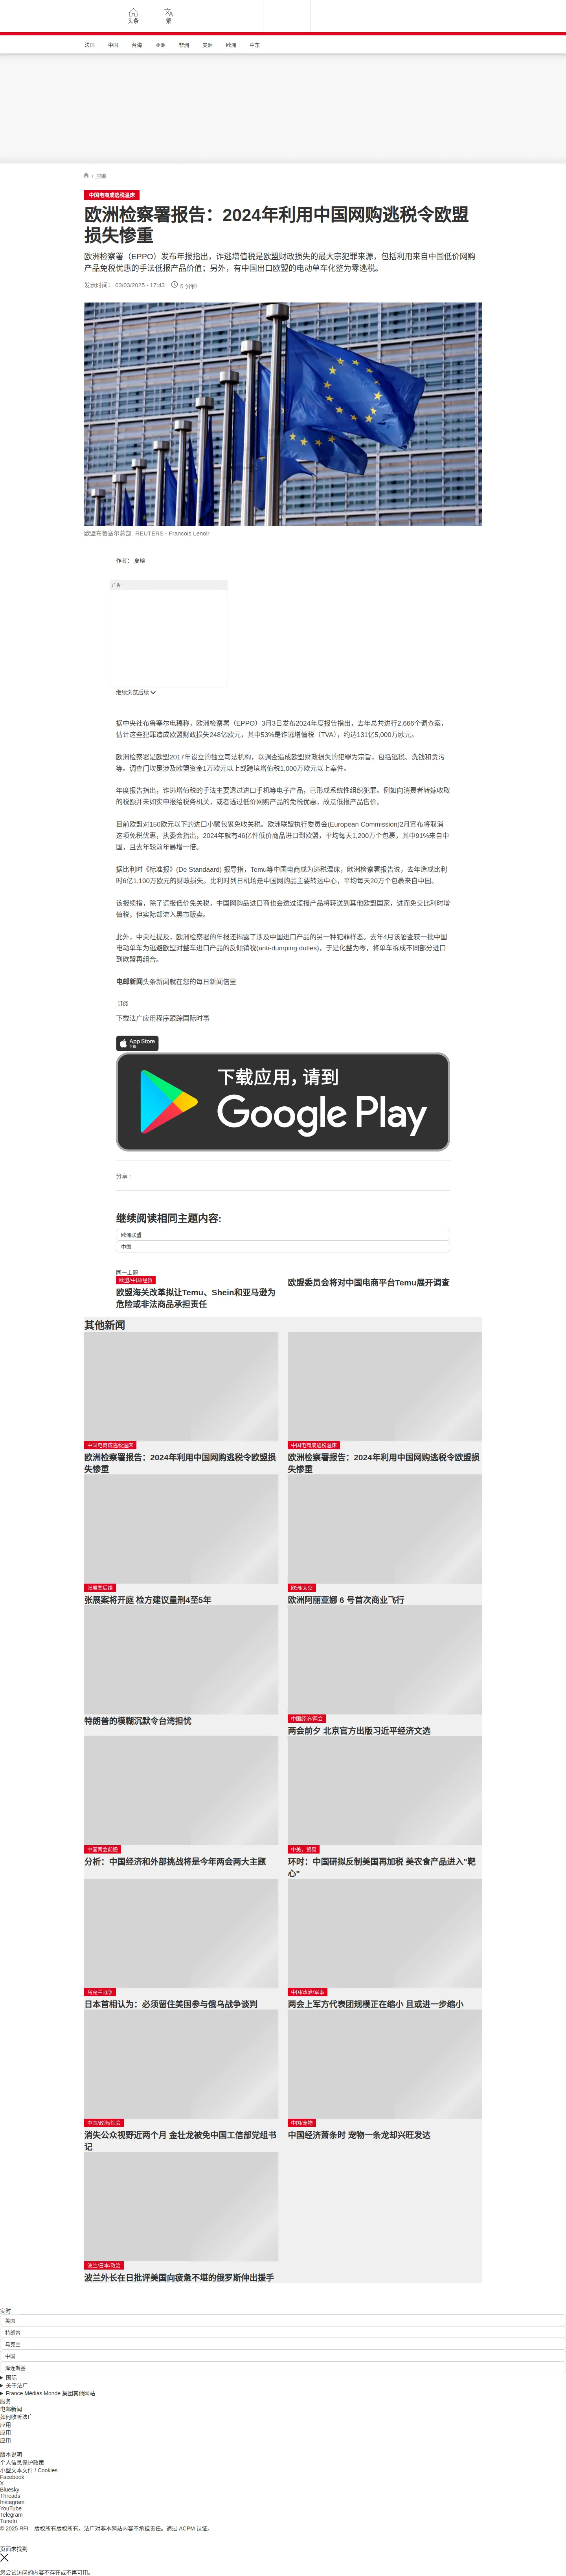 头条
繁
法国
中国
台海
亚洲
非洲
美洲
欧洲
中东
/ 中国
中国电商成逃税温床
欧洲检察署报告：2024年利用中国网购逃税令欧盟
损失惨重
欧洲检察署（EPPO）发布年报指出，诈逃增值税是欧盟财政损失的最大宗犯罪来源，包括利用来自中国低价网购
产品免税优惠的手法低报产品价值；另外，有中国出口欧盟的电动单车化整为零逃税。
发表时间： 03/03/2025 - 17:43
5 分钟
欧盟布鲁塞尔总部. REUTERS - Francois Lenoir
作者： 夏榕
广告
继续浏览后续
据中央社布鲁塞尔电稿称，欧洲检察署（EPPO）3月3日发布2024年度报告指出，去年总共进行2,666个调查案，
估计这些犯罪造成欧盟财政损失248亿欧元，其中53%是诈逃增值税（TVA），约达131亿5,000万欧元。
欧洲检察署是欧盟2017年设立的独立司法机构，以调查造成欧盟财政损失的犯罪为宗旨，包括逃税、洗钱和贪污
等。调查门坎是涉及欧盟资金1万欧元以上或跨境增值税1,000万欧元以上案件。
年度报告指出，诈逃增值税的手法主要透过进口手机等电子产品，已形成系统性组织犯罪。例如向消费者转嫁收取
的税额并未如实申报给税务机关，或者透过低价网购产品的免税优惠，故意低报产品售价。
目前欧盟对150欧元以下的进口小额包裹免收关税。欧洲联盟执行委员会(European Commission)2月宣布将取消
这项免税优惠，执委会指出，2024年就有46亿件低价商品进口到欧盟，平均每天1,200万个包裹，其中91%来自中
国，且去年较前年暴增一倍。
据比利时《标准报》(De Standaard) 报导指，Temu等中国电商成为逃税温床，欧洲检察署报告说，去年造成比利
时6亿1,100万欧元的财政损失。比利时列日机场是中国网购品主要转运中心，平均每天20万个包裹来自中国。
该报续指，除了谎报低价免关税，中国网购品进口商也会透过谎报产品将转送到其他欧盟国家，进而免交比利时增
值税，但实际却流入黑市贩卖。
此外，中央社提及，欧洲检察署的年报还揭露了涉及中国进口产品的另一种犯罪样态。去年4月该署查获一批中国
电动单车为逃避欧盟对整车进口产品的反倾销税(anti-dumping duties)，于是化整为零，将单车拆成不同部分进口
到欧盟再组合。
电邮新闻头条新闻就在您的每日新闻信里
订阅
下载法广应用程序跟踪国际时事
App Store
下载
下载应用，请到
Google Play
分享 :
继续阅读相同主题内容:
欧洲联盟
中国
同一主题
欧盟/中国/经贸
欧盟海关改革拟让Temu、Shein和亚马逊为
危险或非法商品承担责任
欧盟委员会将对中国电商平台Temu展开调查
其他新闻
中国电商成逃税温床
欧洲检察署报告：2024年利用中国网购逃税令欧盟损
失惨重
中国电商成逃税温床
欧洲检察署报告：2024年利用中国网购逃税令欧盟损
失惨重
张展案后续
张展案将开庭 检方建议量刑4至5年
欧洲/太空
欧洲阿丽亚娜 6 号首次商业飞行
特朗普的模糊沉默令台湾担忧
中国经济/两会
两会前夕 北京官方出版习近平经济文选
中国两会前瞻
分析：中国经济和外部挑战将是今年两会两大主题
中美，贸易
环时：中国研拟反制美国再加税 美农食产品进入“靶
心”
乌克兰战争
日本首相认为：必须留住美国参与俄乌战争谈判
中国/政治/军事
两会上军方代表团规模正在缩小 且或进一步缩小
中国/政治/社会
消失公众视野近两个月 金壮龙被免中国工信部党组书
记
中国/宠物
中国经济萧条时 宠物一条龙却兴旺发达
波兰/日本/政治
波兰外长在日批评美国向疲惫不堪的俄罗斯伸出援手
实时
美国
特朗普
乌克兰
中国
泽连斯基
国际
关于法广
France Médias Monde 集团其他网站
服务
电邮新闻
如何收听法广
应用
应用
应用
版本说明
个人信息保护政策
小型文本文件 / Cookies
Facebook
X
Bluesky
Threads
Instagram
YouTube
Telegram
TuneIn
© 2025 RFI – 版权所有版权所有。法广对非本网站内容不承担责任。通过 ACPM 认证。
页面未找到
您尝试访问的内容不存在或不再可用。